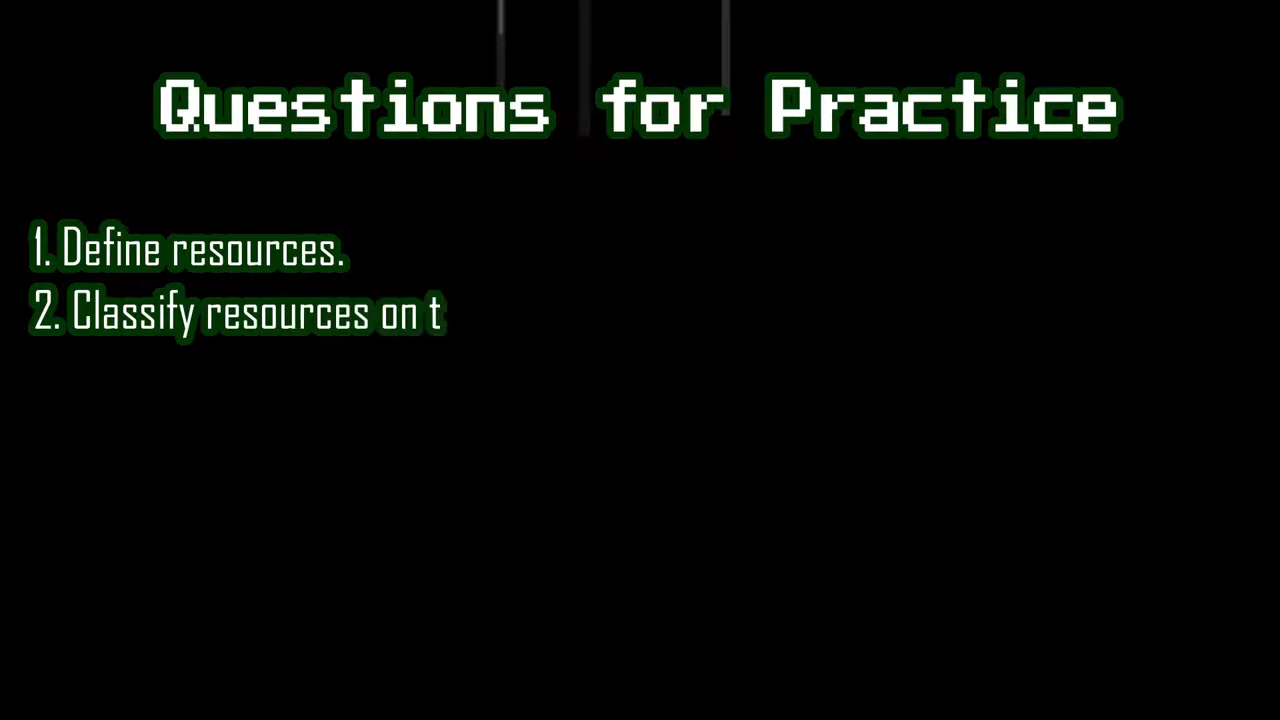 Questions for Practice
1. Define resources.
2. Classify resources on t